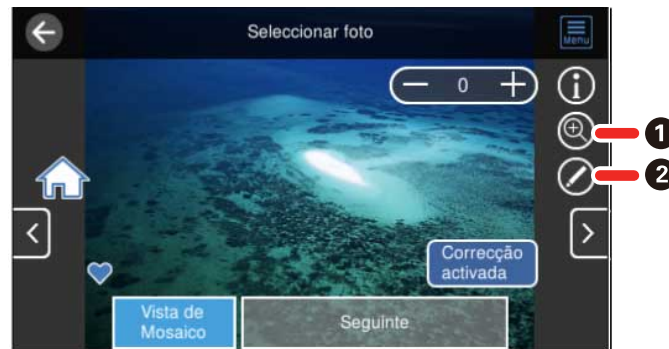 Seleccionar foto
Menu
0
1
2
Correcção
activada
Vista de
Mosaico
Seguinte